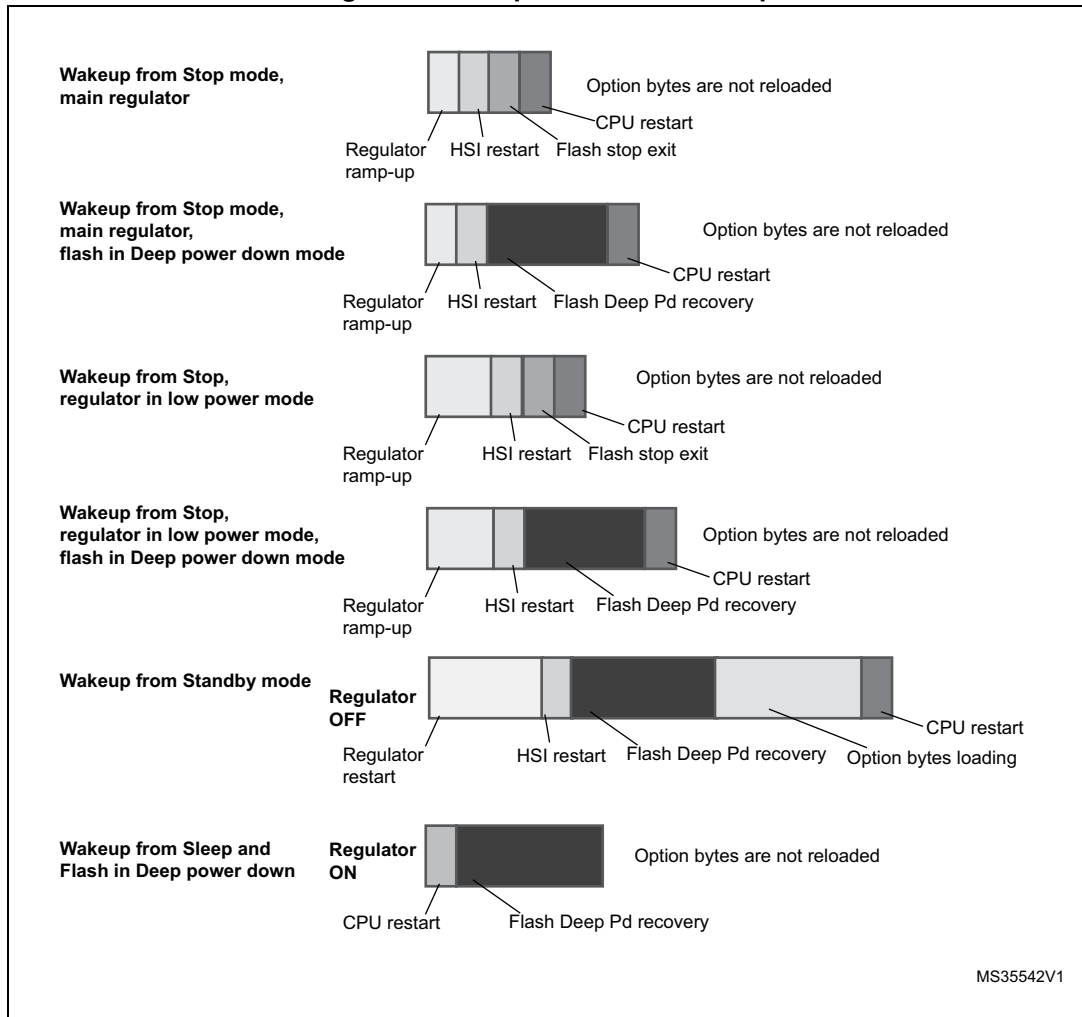 Wakeup from Stop mode,
main regulator
Option bytes are not reloaded
CPU restart
Regulator
ramp-up
HSI restart
Flash stop exit
Wakeup from Stop mode,
main regulator,
flash in Deep power down mode
Option bytes are not reloaded
CPU restart
Regulator
ramp-up
HSI restart
Flash Deep Pd recovery
Wakeup from Stop,
regulator in low power mode
Option bytes are not reloaded
CPU restart
Regulator
ramp-up
HSI restart
Flash stop exit
Wakeup from Stop,
regulator in low power mode,
flash in Deep power down mode
Option bytes are not reloaded
CPU restart
Regulator
ramp-up
HSI restart
Flash Deep Pd recovery
Wakeup from Standby mode
Regulator
OFF
CPU restart
Regulator
restart
HSI restart
Flash Deep Pd recovery
Option bytes loading
Wakeup from Sleep and
Flash in Deep power down
Regulator
ON
Option bytes are not reloaded
CPU restart
Flash Deep Pd recovery
MS35542V1